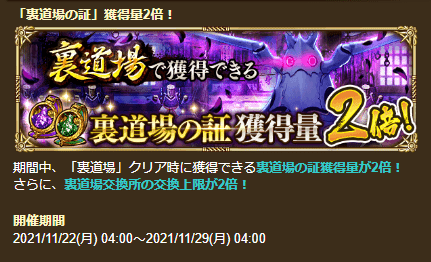 「裏道場の証」獲得量2倍！
裏道場で獲得できる
裏道場の証 獲得量 2倍!
期間中、「裏道場」クリア時に獲得できる裏道場の証獲得量が2倍！
さらに、裏道場交換所の交換上限が2倍！
開催期間
2021/11/22(月) 04:00～2021/11/29(月) 04:00